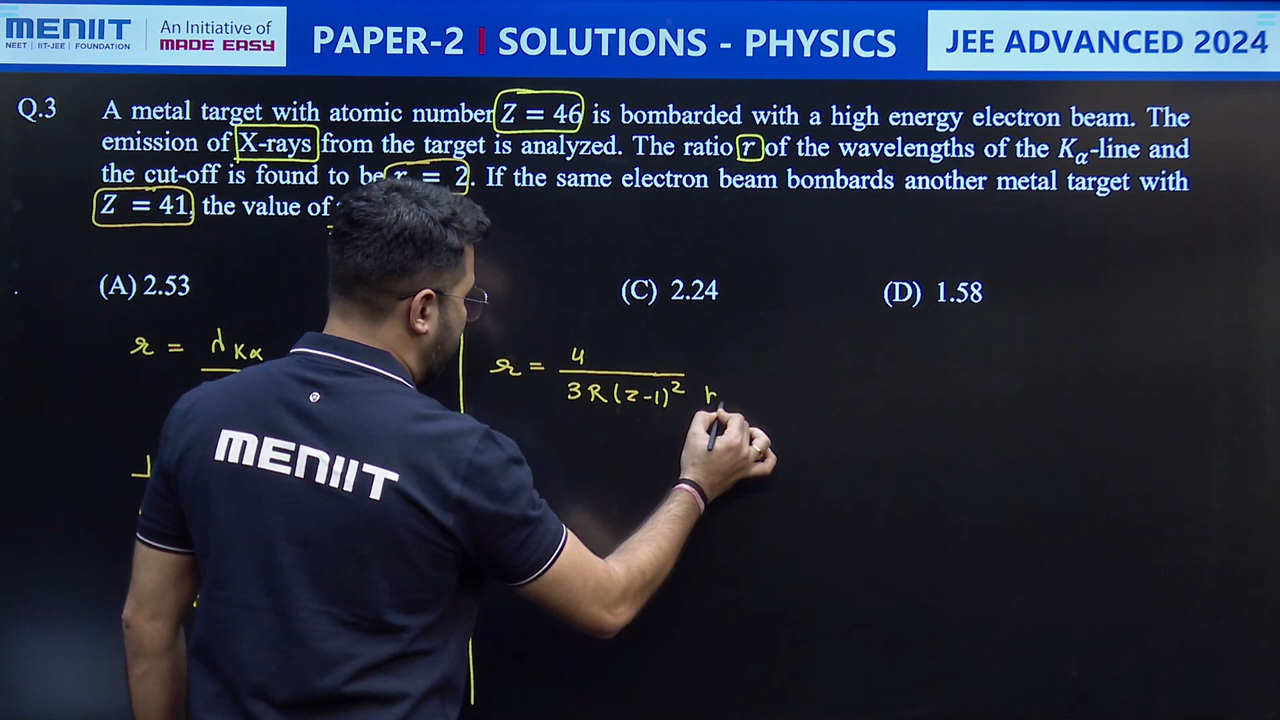 MENIIT
NEET | IIT-JEE | FOUNDATION
An Initiative of
MADE EASY
PAPER-2 | SOLUTIONS - PHYSICS
JEE ADVANCED 2024
Q.3
A metal target with atomic number Z = 46 is bombarded with a high energy electron beam. The
emission of X-rays from the target is analyzed. The ratio r of the wavelengths of the Kα-line and
the cut-off is found to be r = 2. If the same electron beam bombards another metal target with
Z = 41, the value of
(A) 2.53
(C) 2.24
(D) 1.58
r = λKα
r = 4
3R(z-1)²
MENIIT